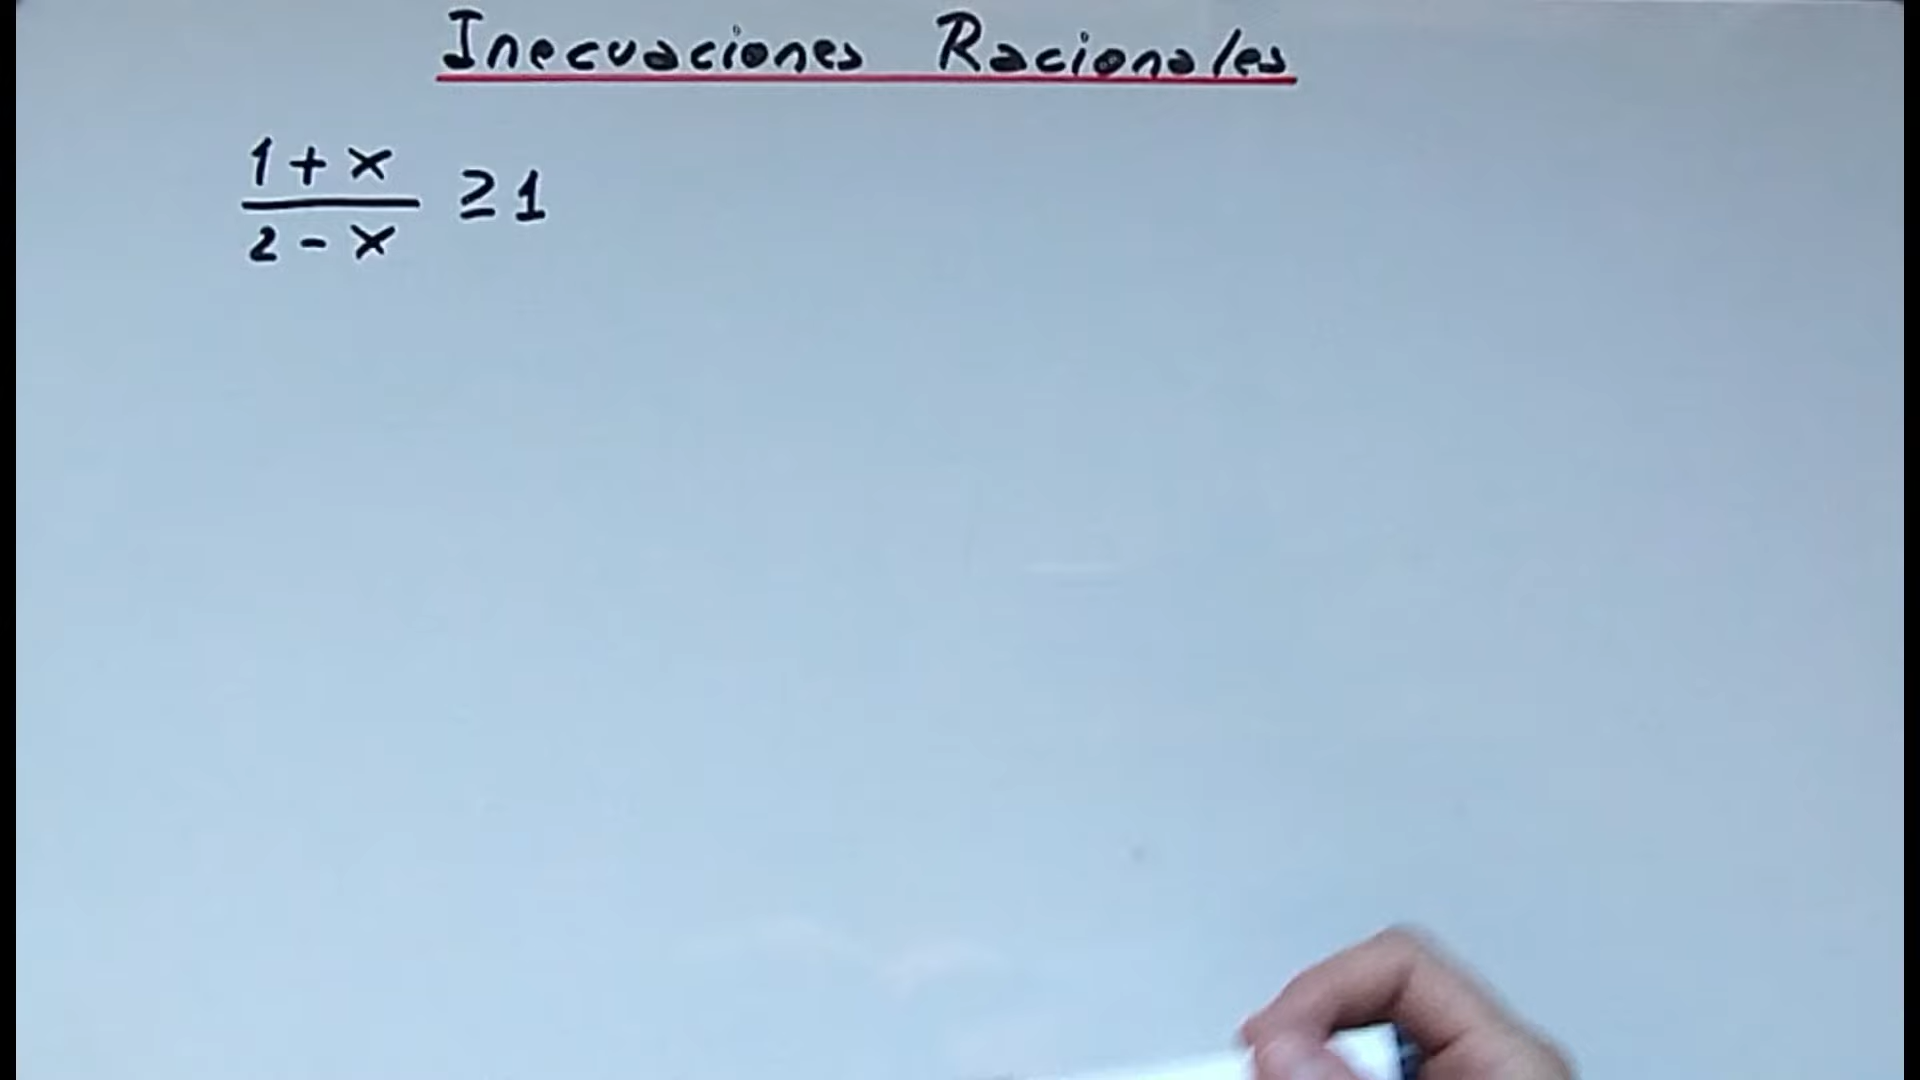 Inecuaciones Racionales
1 + x
2 - x
≥ 1